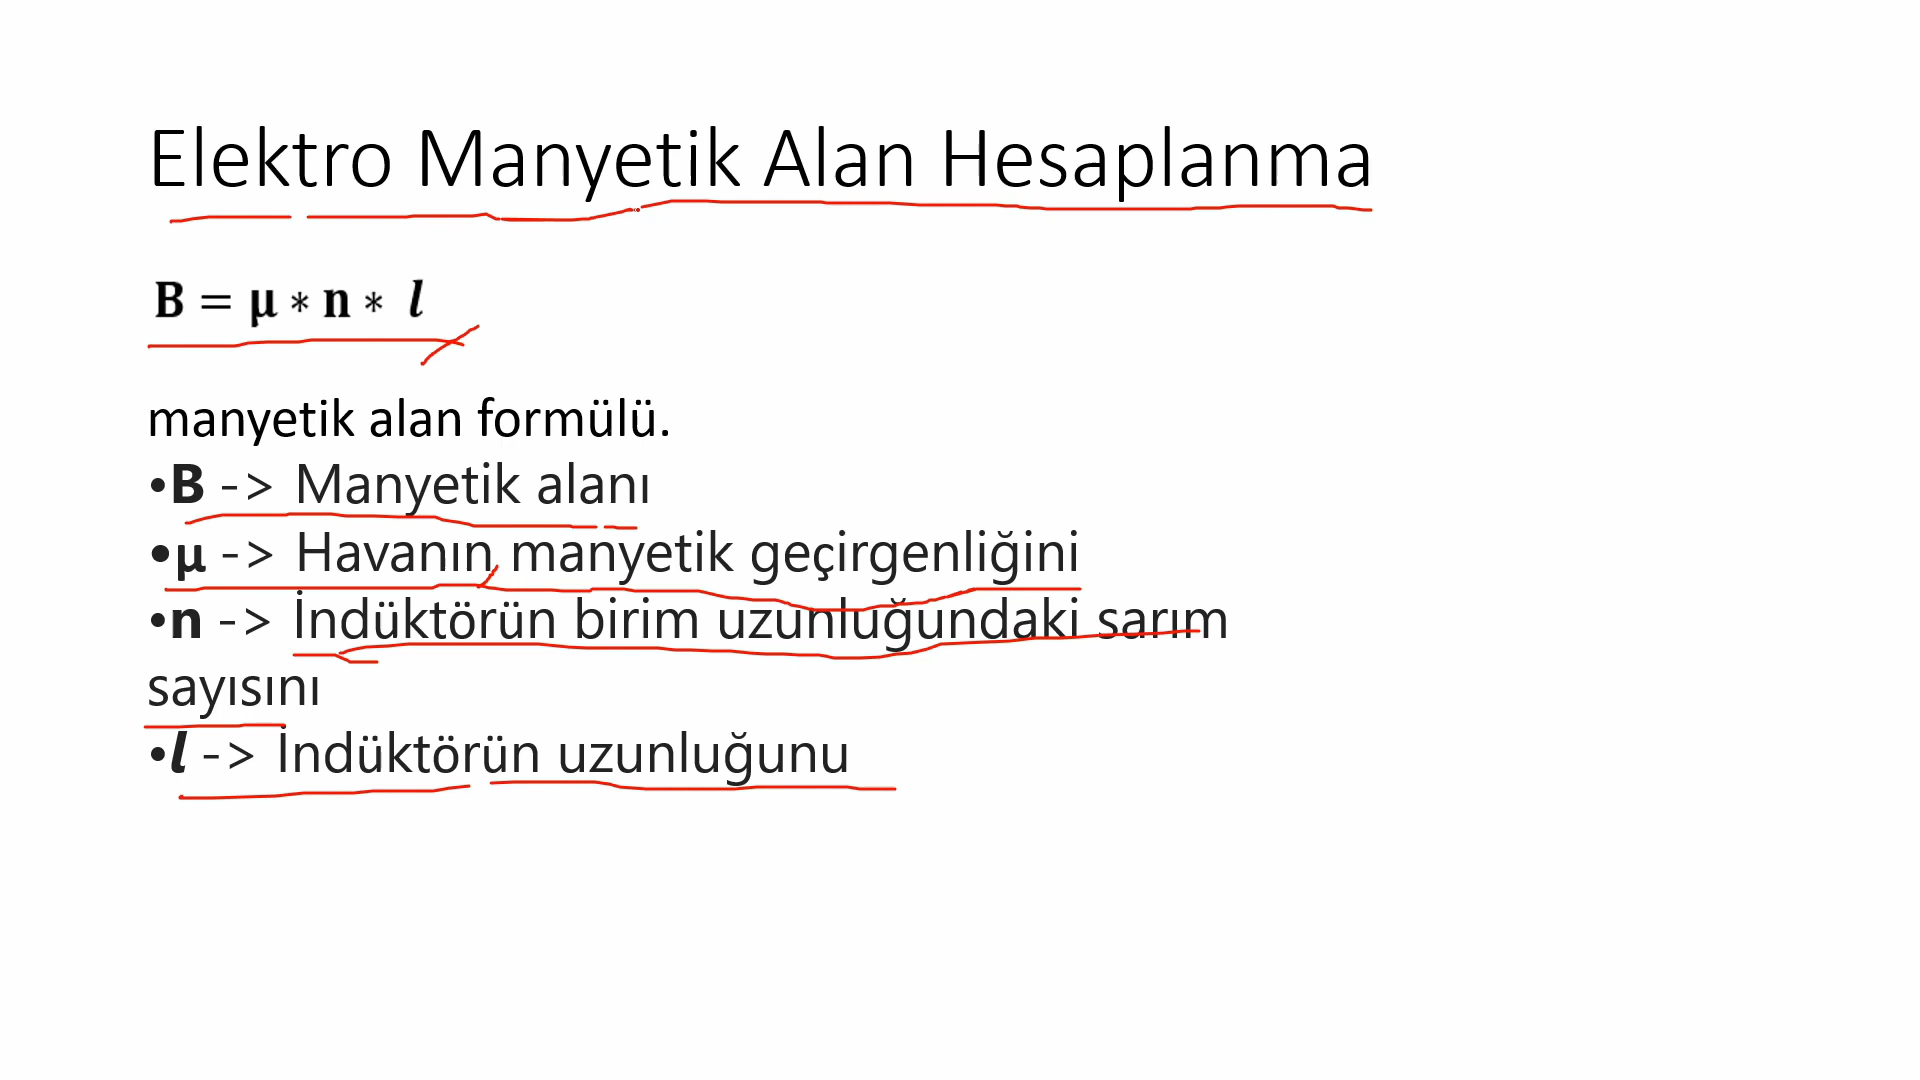 Elektro Manyetik Alan Hesaplanma
B = μ * n * l
manyetik alan formülü.
•B -> Manyetik alanı
•μ -> Havanın manyetik geçirgenliğini
•n -> İndüktörün birim uzunluğundaki sarım
sayısını
•l -> İndüktörün uzunluğunu